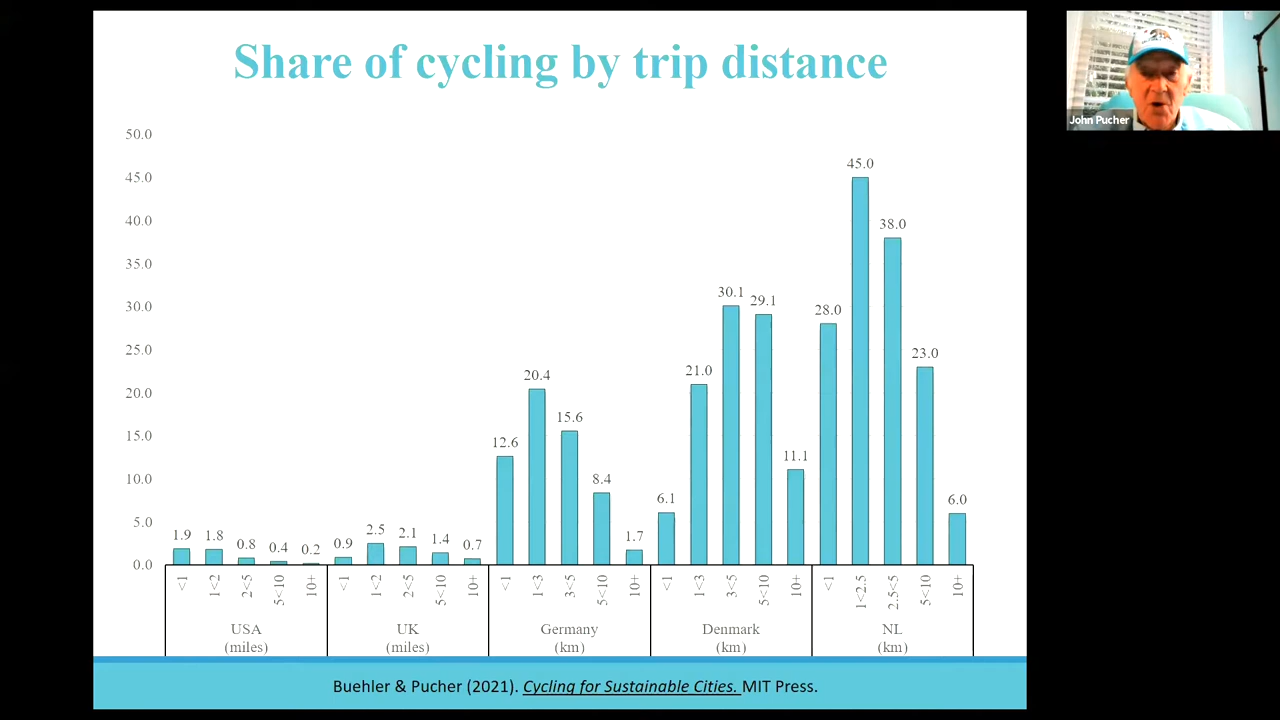 Share of cycling by trip distance
John Pucher
50.0
45.0
40.0
35.0
30.0
25.0
20.0
15.0
10.0
5.0
0.0
1.9 1.8 0.8 0.4 0.2
0.9 2.5 2.1 1.4 0.7
12.6 20.4 15.6 8.4 1.7
6.1 21.0 30.1 29.1 11.1
28.0 45.0 38.0 23.0 6.0
<1 1<2 2<5 5<10 10+
<1 1<2 2<5 5<10 10+
<1 1<3 3<5 5<10 10+
<1 1<3 3<5 5<10 10+
<1 1<2.5 2.5<5 5<10 10+
USA
(miles)
UK
(miles)
Germany
(km)
Denmark
(km)
NL
(km)
Buehler & Pucher (2021). Cycling for Sustainable Cities. MIT Press.